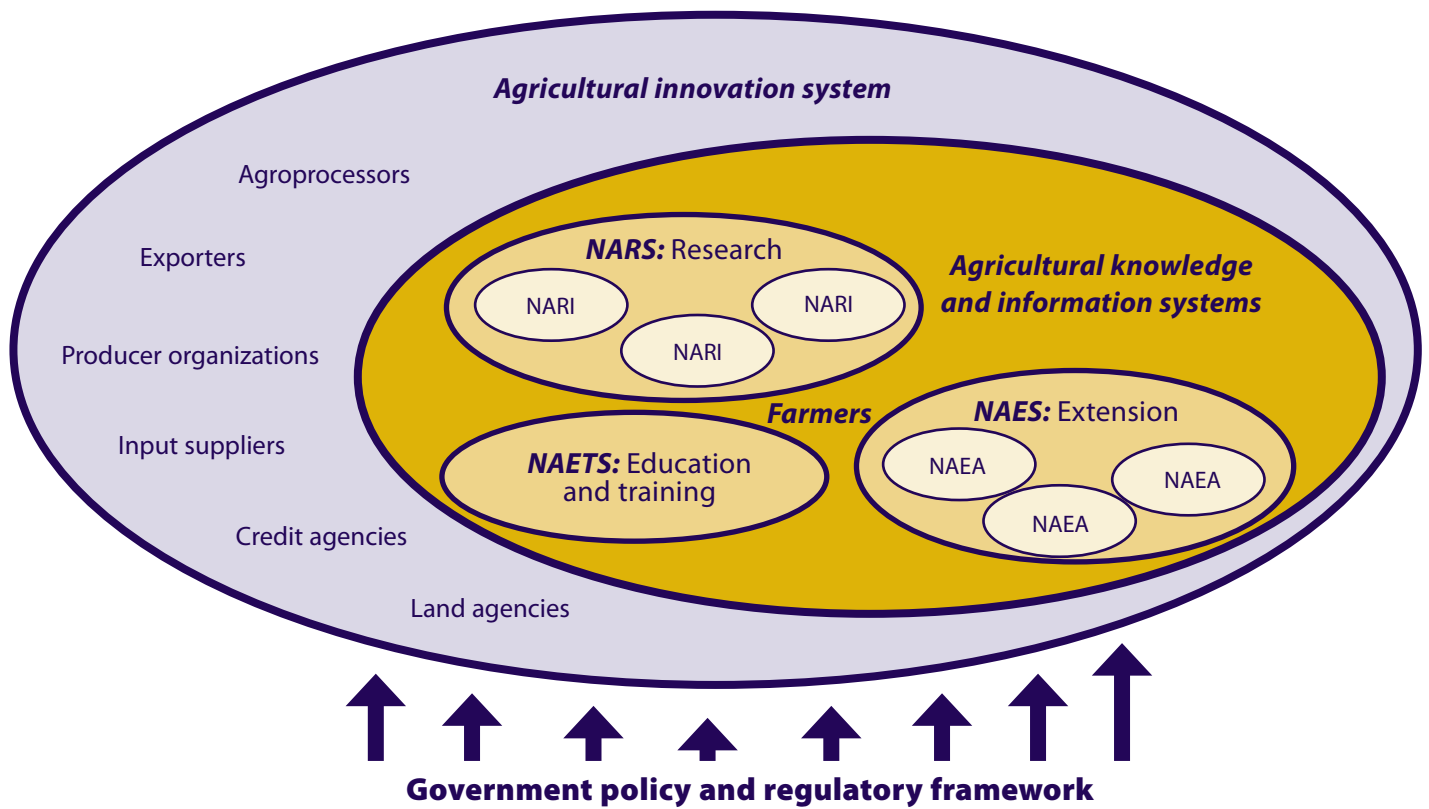 Agricultural innovation system
Agroprocessors
Exporters
Producer organizations
Input suppliers
Credit agencies
Land agencies
Agricultural knowledge
and information systems
NARS: Research
NARI
NARI
NARI
Farmers
NAETS: Education
and training
NAES: Extension
NAEA
NAEA
NAEA
Government policy and regulatory framework